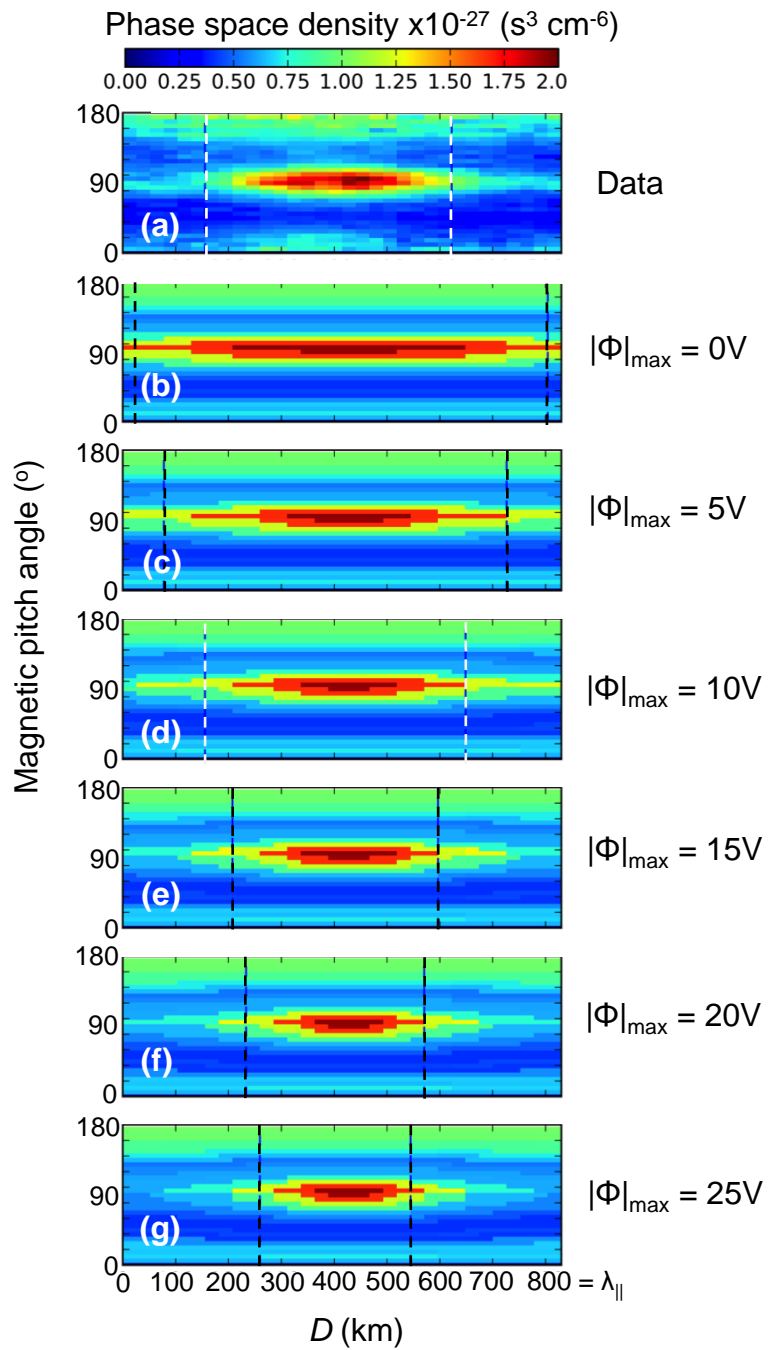 Phase space density x10-27 (s3 cm-6)
0.00 0.25 0.50 0.75 1.00 1.25 1.50 1.75 2.0
180
90
0
(a)
Data
180
90
0
(b)
|Φ|max = 0V
180
90
0
(c)
|Φ|max = 5V
180
90
0
(d)
|Φ|max = 10V
180
90
0
(e)
|Φ|max = 15V
180
90
0
(f)
|Φ|max = 20V
180
90
0
(g)
|Φ|max = 25V
Magnetic pitch angle (o)
0 100 200 300 400 500 600 700 800 = λ||
D (km)